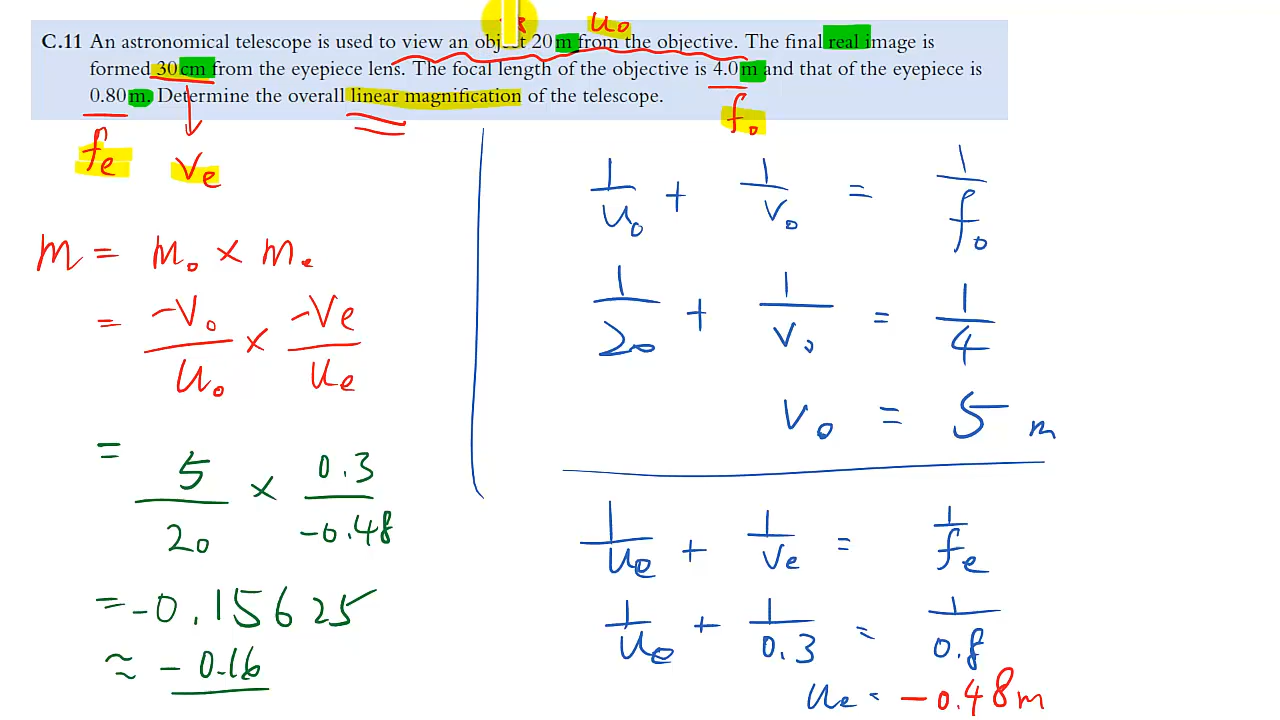 u₀
C.11 An astronomical telescope is used to view an object 20 m from the objective. The final real image is
formed 30 cm from the eyepiece lens. The focal length of the objective is 4.0 m and that of the eyepiece is
0.80 m. Determine the overall linear magnification of the telescope.
fₑ
vₑ
f₀
m = m₀ × mₑ
= -v₀/u₀ × -vₑ/uₑ
= 5/20 × 0.3/-0.48
= -0.15625
≈ -0.16
1/u₀ + 1/v₀ = 1/f₀
1/20 + 1/v₀ = 1/4
v₀ = 5 m
1/uₑ + 1/vₑ = 1/fₑ
1/uₑ + 1/0.3 = 1/0.8
uₑ = -0.48 m